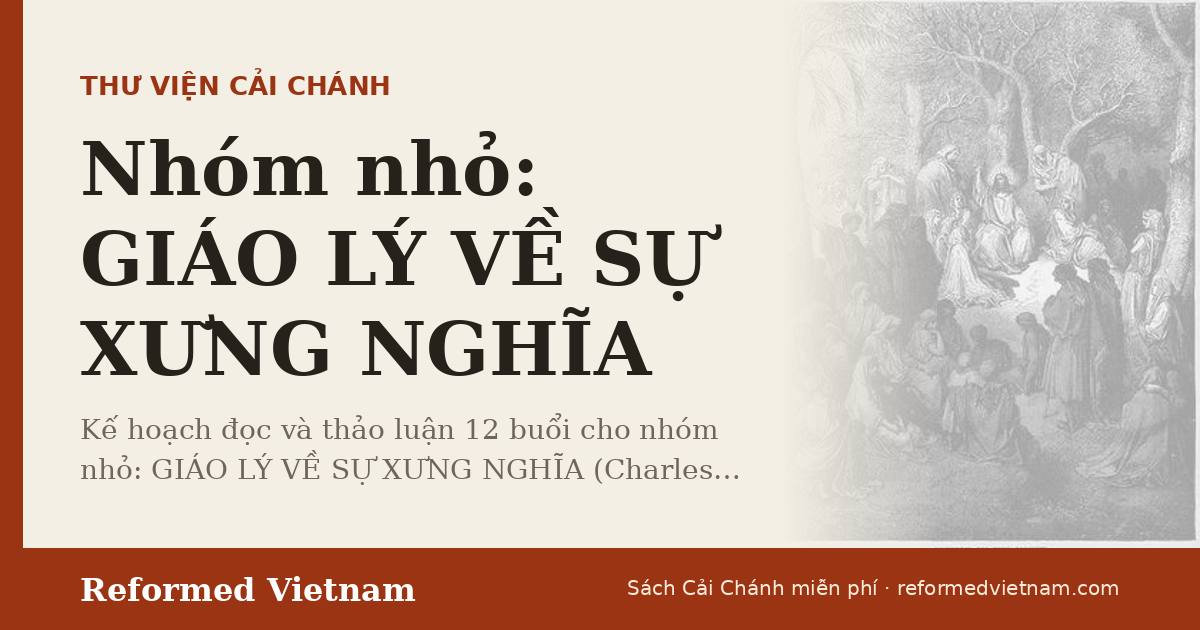 THƯ VIỆN CẢI CHÁNH
Nhóm nhỏ:
GIÁO LÝ VỀ SỰ
XƯNG NGHĨA
Kế hoạch đọc và thảo luận 12 buổi cho nhóm
nhỏ: GIÁO LÝ VỀ SỰ XƯNG NGHĨA (Charles...
Reformed Vietnam
Sách Cải Chánh miễn phí · reformedvietnam.com